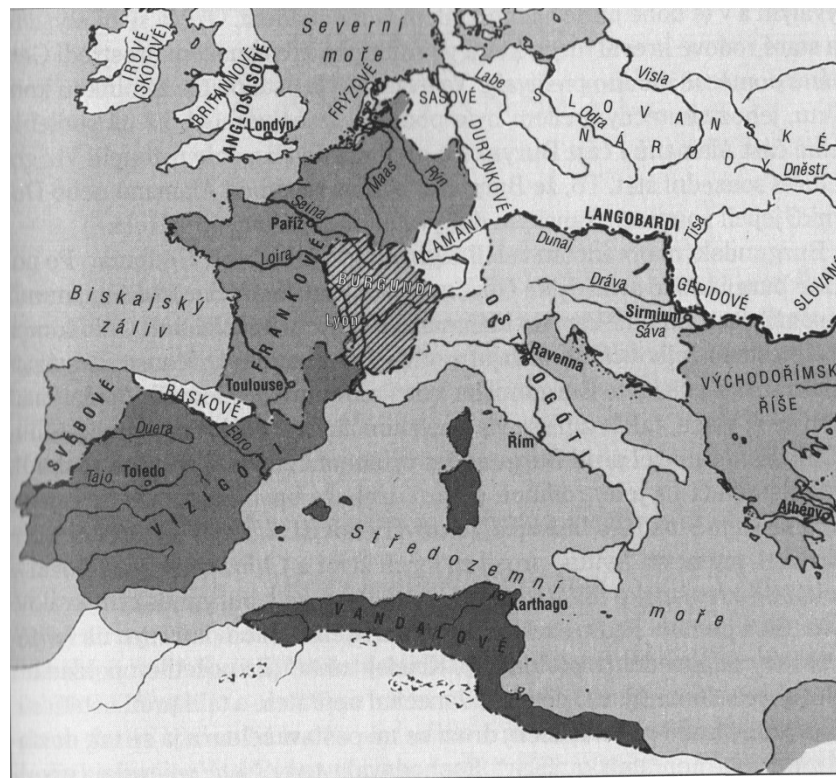 Severní
moře
IROVÉ
SKOTOVÉ
BRITANNOVÉ
ANGLOSASOVÉ
Londýn
FRÝZOVÉ
SASOVÉ
Labe
Visla
Odra
LORANSKÉ
Dněstr
DURYNKOVÉ
Maas
Rýn
Seina
Paříž
Loira
ALAMANI
LANGOBARDI
Dunaj
Tisa
BURGUNDI
Dráva
GEPIDOVÉ
SLOVANÉ
Biskajský
záliv
FRANKOVÉ
Lyon
Sirmium
Sáva
Ravenna
Toulouse
BASKOVÉ
OSTROGÓTI
VÝCHODOŘÍMSKÁ
ŘÍŠE
SVÉBOVÉ
Duera
Ebro
Řím
Tajo
Toledo
VIZIGÓTI
Athény
Středozemní
moře
Karthago
VANDALOVÉ